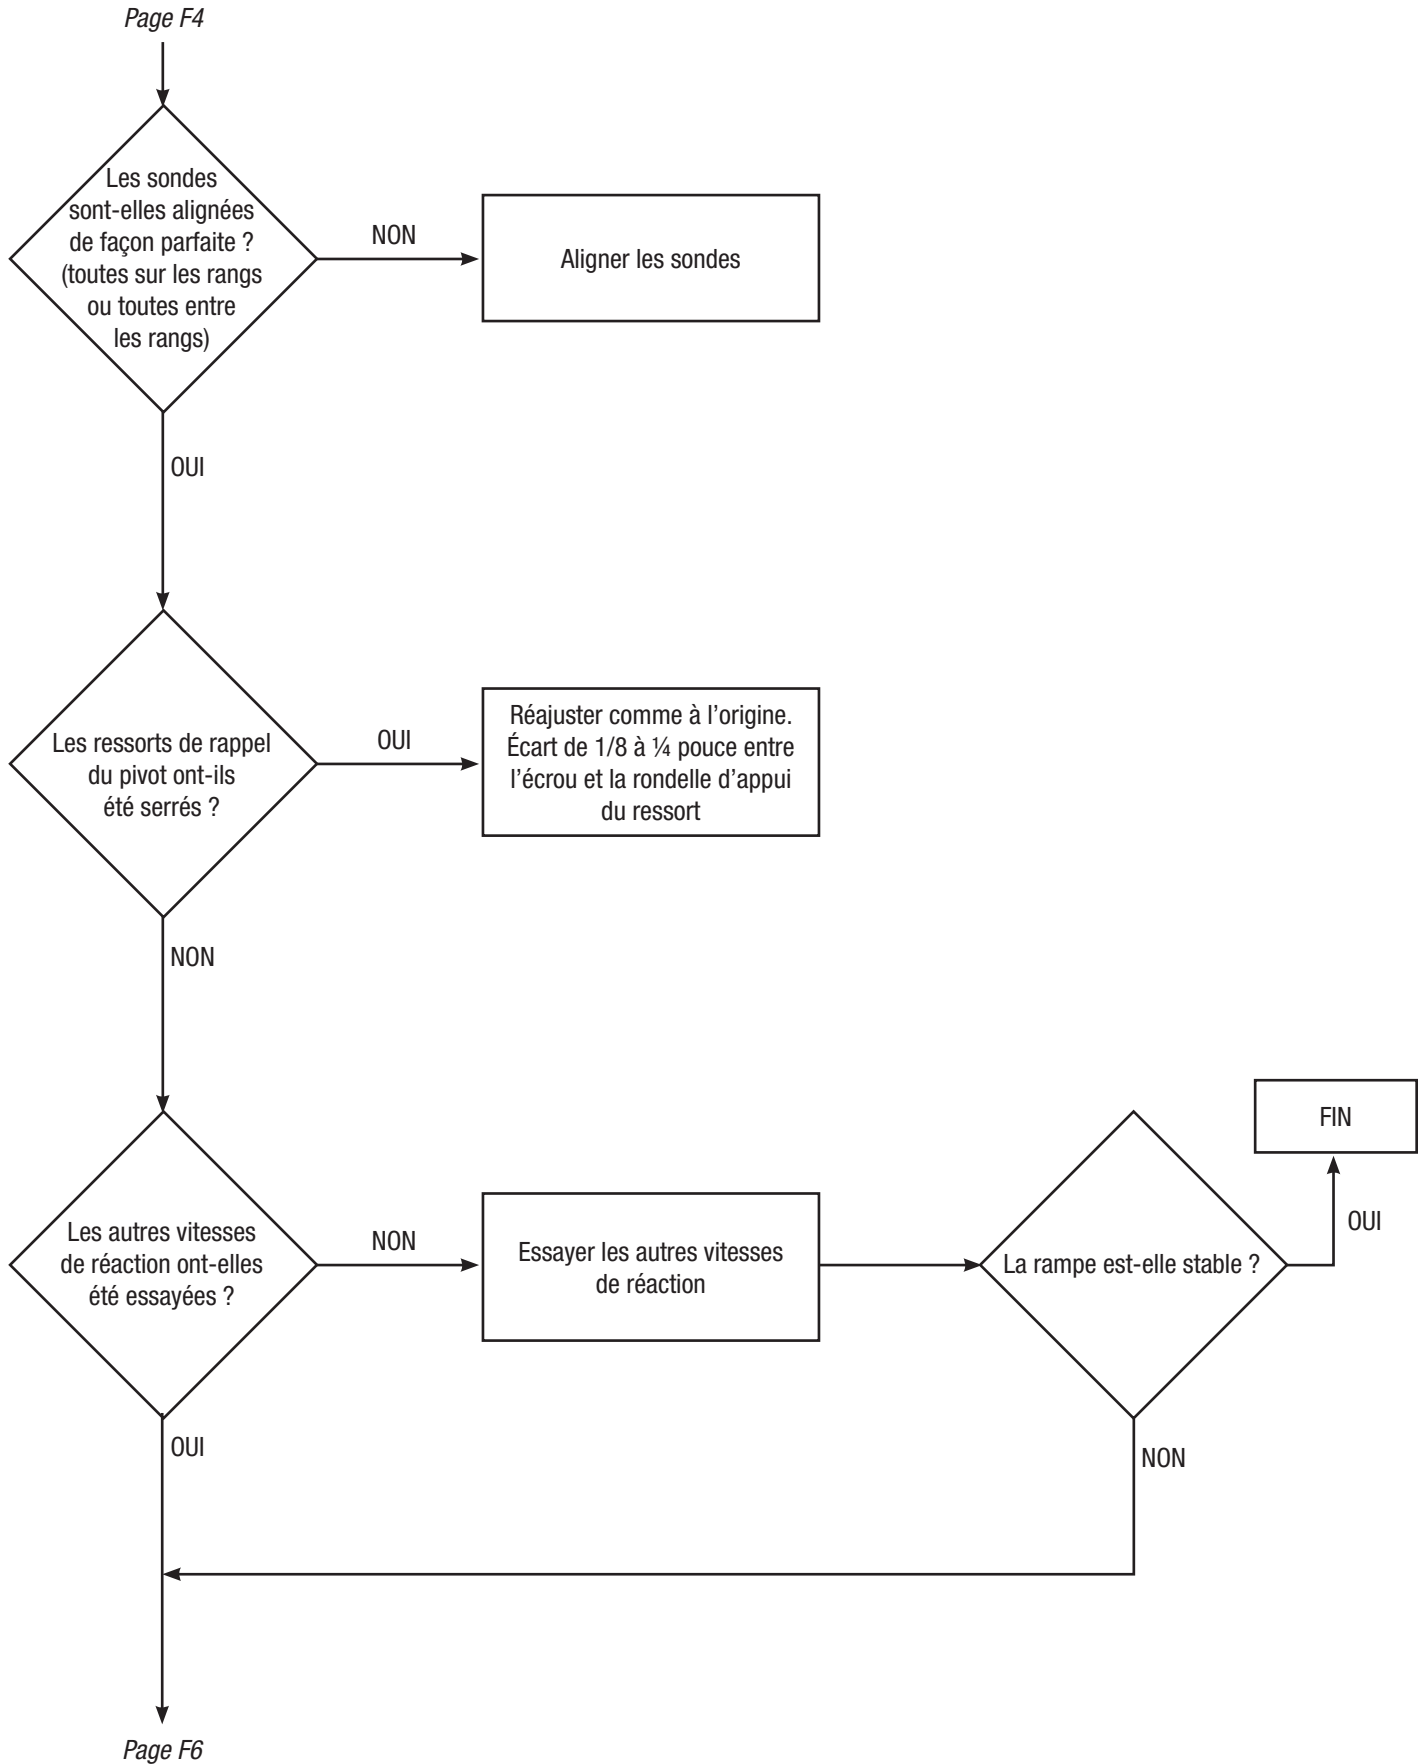 Page F4
Les sondes
sont-elles alignées
de façon parfaite ?
(toutes sur les rangs
ou toutes entre
les rangs)
NON
Aligner les sondes
OUI
Les ressorts de rappel
du pivot ont-ils
été serrés ?
OUI
Réajuster comme à l'origine.
Écart de 1/8 à ¼ pouce entre
l'écrou et la rondelle d'appui
du ressort
NON
Les autres vitesses
de réaction ont-elles
été essayées ?
NON
Essayer les autres vitesses
de réaction
La rampe est-elle stable ?
OUI
FIN
NON
OUI
Page F6